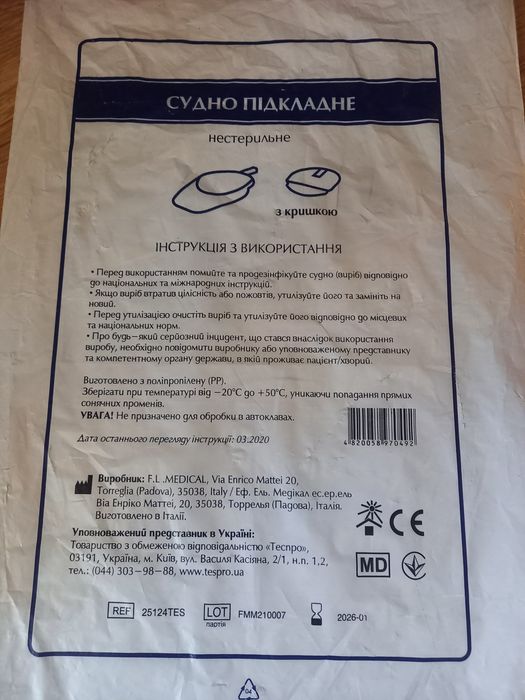 СУДНО ПІДКЛАДНЕ
нестерильне
з кришкою
ІНСТРУКЦІЯ З ВИКОРИСТАННЯ
• Перед використанням помийте та продезінфікуйте судно (виріб) відповідно
до національних та міжнародних інструкцій.
• Якщо виріб втратив цілісність або пожовтів, утилізуйте його та замініть на
новий.
• Перед утилізацією очистіть виріб та утилізуйте його відповідно до місцевих
та національних норм.
• Про будь–який серйозний інцидент, що стався внаслідок використання
виробу, необхідно повідомити виробнику або уповноваженому представнику
та компетентному органу держави, в якій проживає пацієнт/хворий.
Виготовлено з поліпропілену (PP).
Зберігати при температурі від −20°C до +50°C, уникаючи попадання прямих
сонячних променів.
УВАГА! Не призначено для обробки в автоклавах.
4 820058 970492
Дата останнього перегляду інструкції: 03.2020
Виробник: F.L .MEDICAL, Via Enrico Mattei 20,
Torreglia (Padova), 35038, Italy / Еф. Ель. Медікал ес.ер.ель
Віа Енріко Маттеі, 20, 35038, Торрелья (Падова), Італія.
Виготовлено в Італії.
CE
Уповноважений представник в Україні:
Товариство з обмеженою відповідальністю «Теспро»,
03191, Україна, м. Київ, вул. Василя Касіяна, 2/1, н.п. 1,2,
тел.: (044) 303–98–88, www.tespro.ua
MD
REF 25124TES LOT FMM210007 2026-01
партія